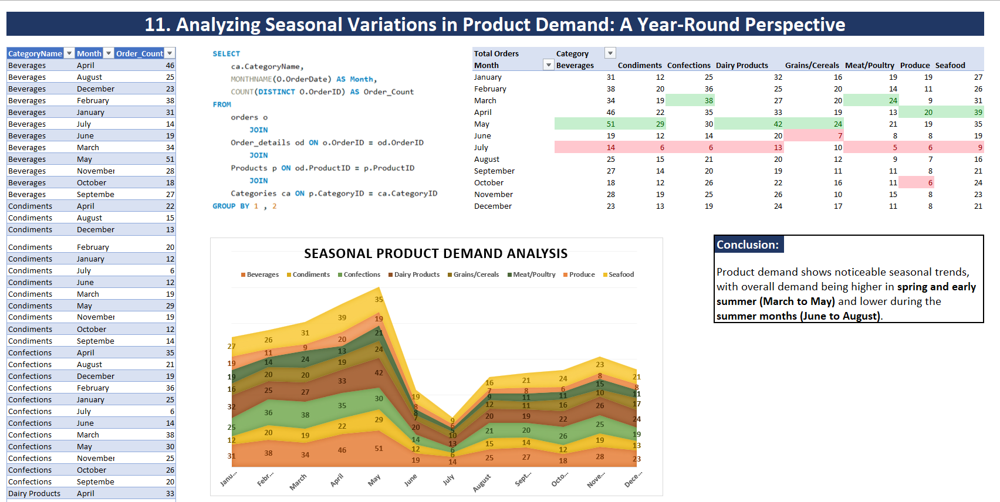 11. Analyzing Seasonal Variations in Product Demand: A Year-Round Perspective
CategoryName Month Order_Count
Beverages April 46
Beverages August 25
Beverages December 23
Beverages February 38
Beverages January 31
Beverages July 14
Beverages June 19
Beverages March 34
Beverages May 51
Beverages November 28
Beverages October 18
Beverages Septembe 27
Condiments April 22
Condiments August 15
Condiments December 13
Condiments February 20
Condiments January 12
Condiments July 6
Condiments June 12
Condiments March 19
Condiments May 29
Condiments November 19
Condiments October 12
Condiments Septembe 14
Confections April 35
Confections August 21
Confections December 19
Confections February 36
Confections January 25
Confections July 6
Confections June 14
Confections March 38
Confections May 30
Confections November 25
Confections October 26
Confections Septembe 20
Dairy Products April 33
SELECT
ca.CategoryName,
MONTHNAME(O.OrderDate) AS Month,
COUNT(DISTINCT O.OrderID) AS Order_Count
FROM
orders o
JOIN
Order_details od ON o.OrderID = od.OrderID
JOIN
Products p ON od.ProductID = p.ProductID
JOIN
Categories ca ON p.CategoryID = ca.CategoryID
GROUP BY 1 , 2
Total Orders Category
Month Beverages Condiments Confections Dairy Products Grains/Cereals Meat/Poultry Produce Seafood
January 31 12 25 32 16 19 19 27
February 38 20 36 25 20 14 11 26
March 34 19 38 27 20 24 9 31
April 46 22 35 33 19 13 20 39
May 51 29 30 42 24 21 19 35
June 19 12 14 20 7 8 8 19
July 14 6 6 13 10 5 6 9
August 25 15 21 20 12 9 7 16
September 27 14 20 19 11 11 8 21
October 18 12 26 22 16 11 6 24
November 28 19 25 26 10 15 8 23
December 23 13 19 24 17 11 8 21
SEASONAL PRODUCT DEMAND ANALYSIS
Beverages Condiments Confections Dairy Products Grains/Cereals Meat/Poultry Produce Seafood
27 26 31 39 35 19 9 16 21 24 23 21
19 11 9 20 19 8 6 7 8 6 8 8
19 14 24 13 21 8 5 9 11 11 15 11
16 20 20 19 24 7 10 12 11 16 10 17
32 25 27 33 42 20 13 20 19 22 26 24
25 36 38 35 30 14 6 21 20 26 25 19
12 20 19 22 29 12 6 15 14 12 19 13
31 38 34 46 51 19 14 25 27 18 28 23
Janu... Febr... March April May June July August Sept... Octo... Nove... Dece...
Conclusion:
Product demand shows noticeable seasonal trends,
with overall demand being higher in spring and early
summer (March to May) and lower during the
summer months (June to August).